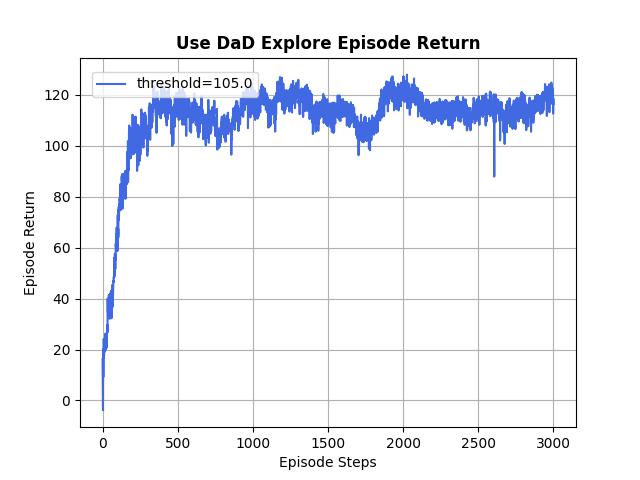 Use DaD Explore Episode Return
threshold=105.0
120
100
80
60
40
20
0
Episode Return
0 500 1000 1500 2000 2500 3000
Episode Steps